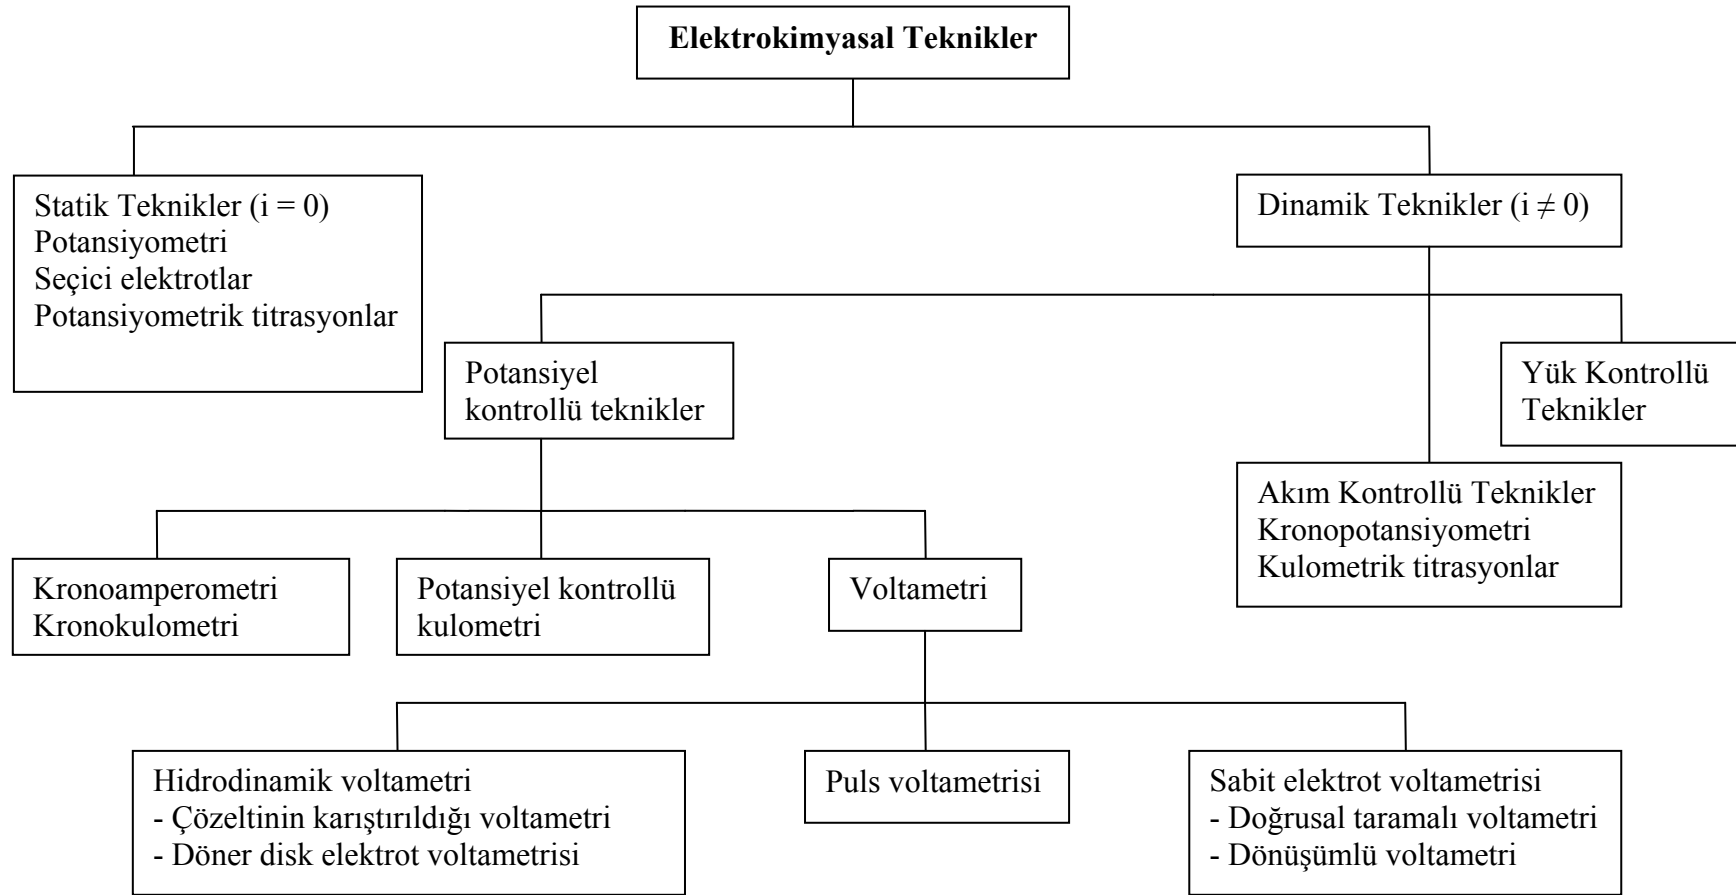 Elektrokimyasal Teknikler
Statik Teknikler (i = 0)
Potansiyometri
Seçici elektrotlar
Potansiyometrik titrasyonlar
Dinamik Teknikler (i ≠ 0)
Potansiyel
kontrollü teknikler
Yük Kontrollü
Teknikler
Akım Kontrollü Teknikler
Kronopotansiyometri
Kulometrik titrasyonlar
Kronoamperometri
Kronokulometri
Potansiyel kontrollü
kulometri
Voltametri
Hidrodinamik voltametri
- Çözeltinin karıştırıldığı voltametri
- Döner disk elektrot voltametrisi
Puls voltametrisi
Sabit elektrot voltametrisi
- Doğrusal taramalı voltametri
- Dönüşümlü voltametri